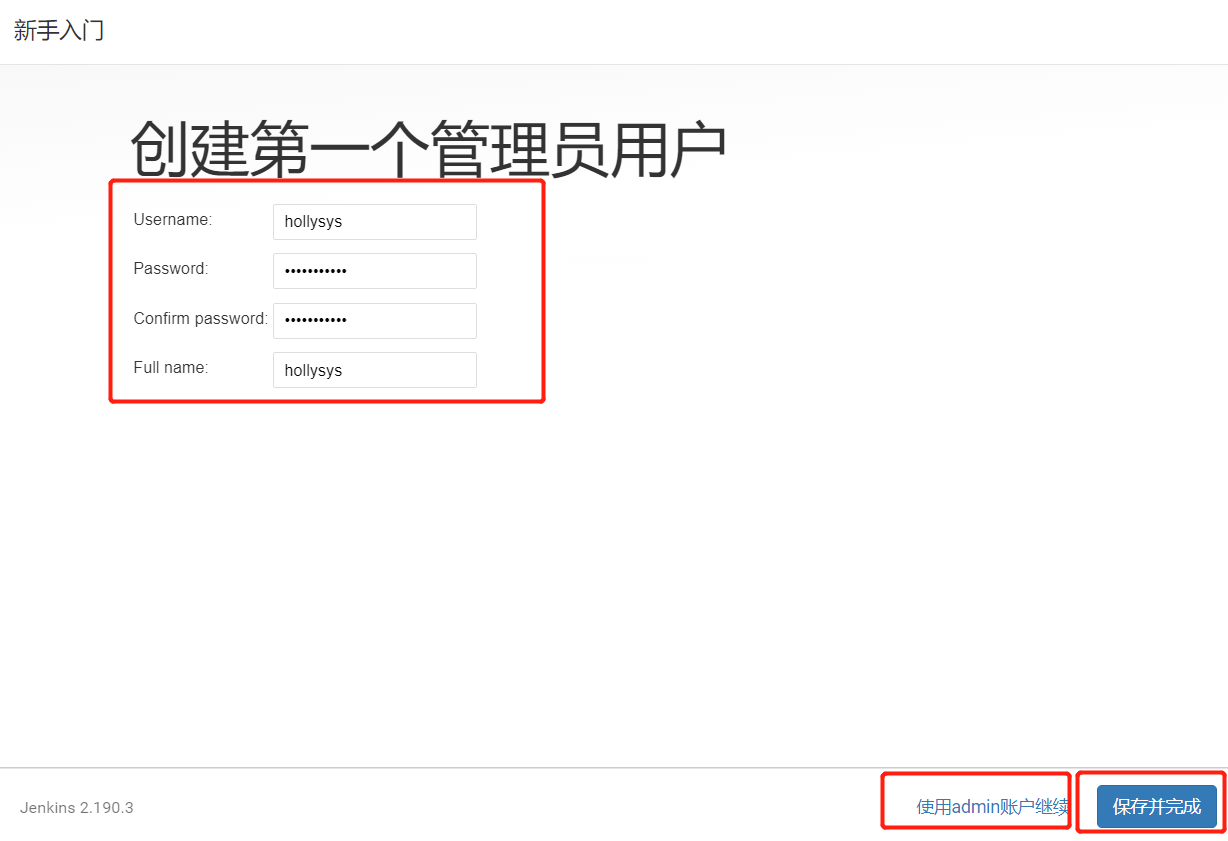 新手入门
创建第一个管理员用户
Username: hollysys
Password: •••••••••••
Confirm password: •••••••••••
Full name: hollysys
Jenkins 2.190.3 使用admin账户继续 保存并完成